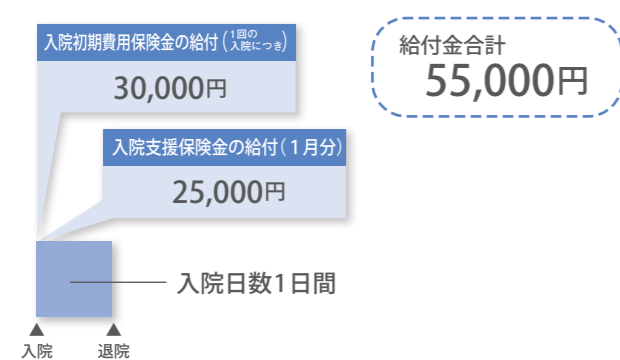 入院初期費用保険金の給付(1回の入院につき)
30,000円
給付金合計
55,000円
入院支援保険金の給付(1月分)
25,000円
入院日数1日間
▲ ▲
入院 退院